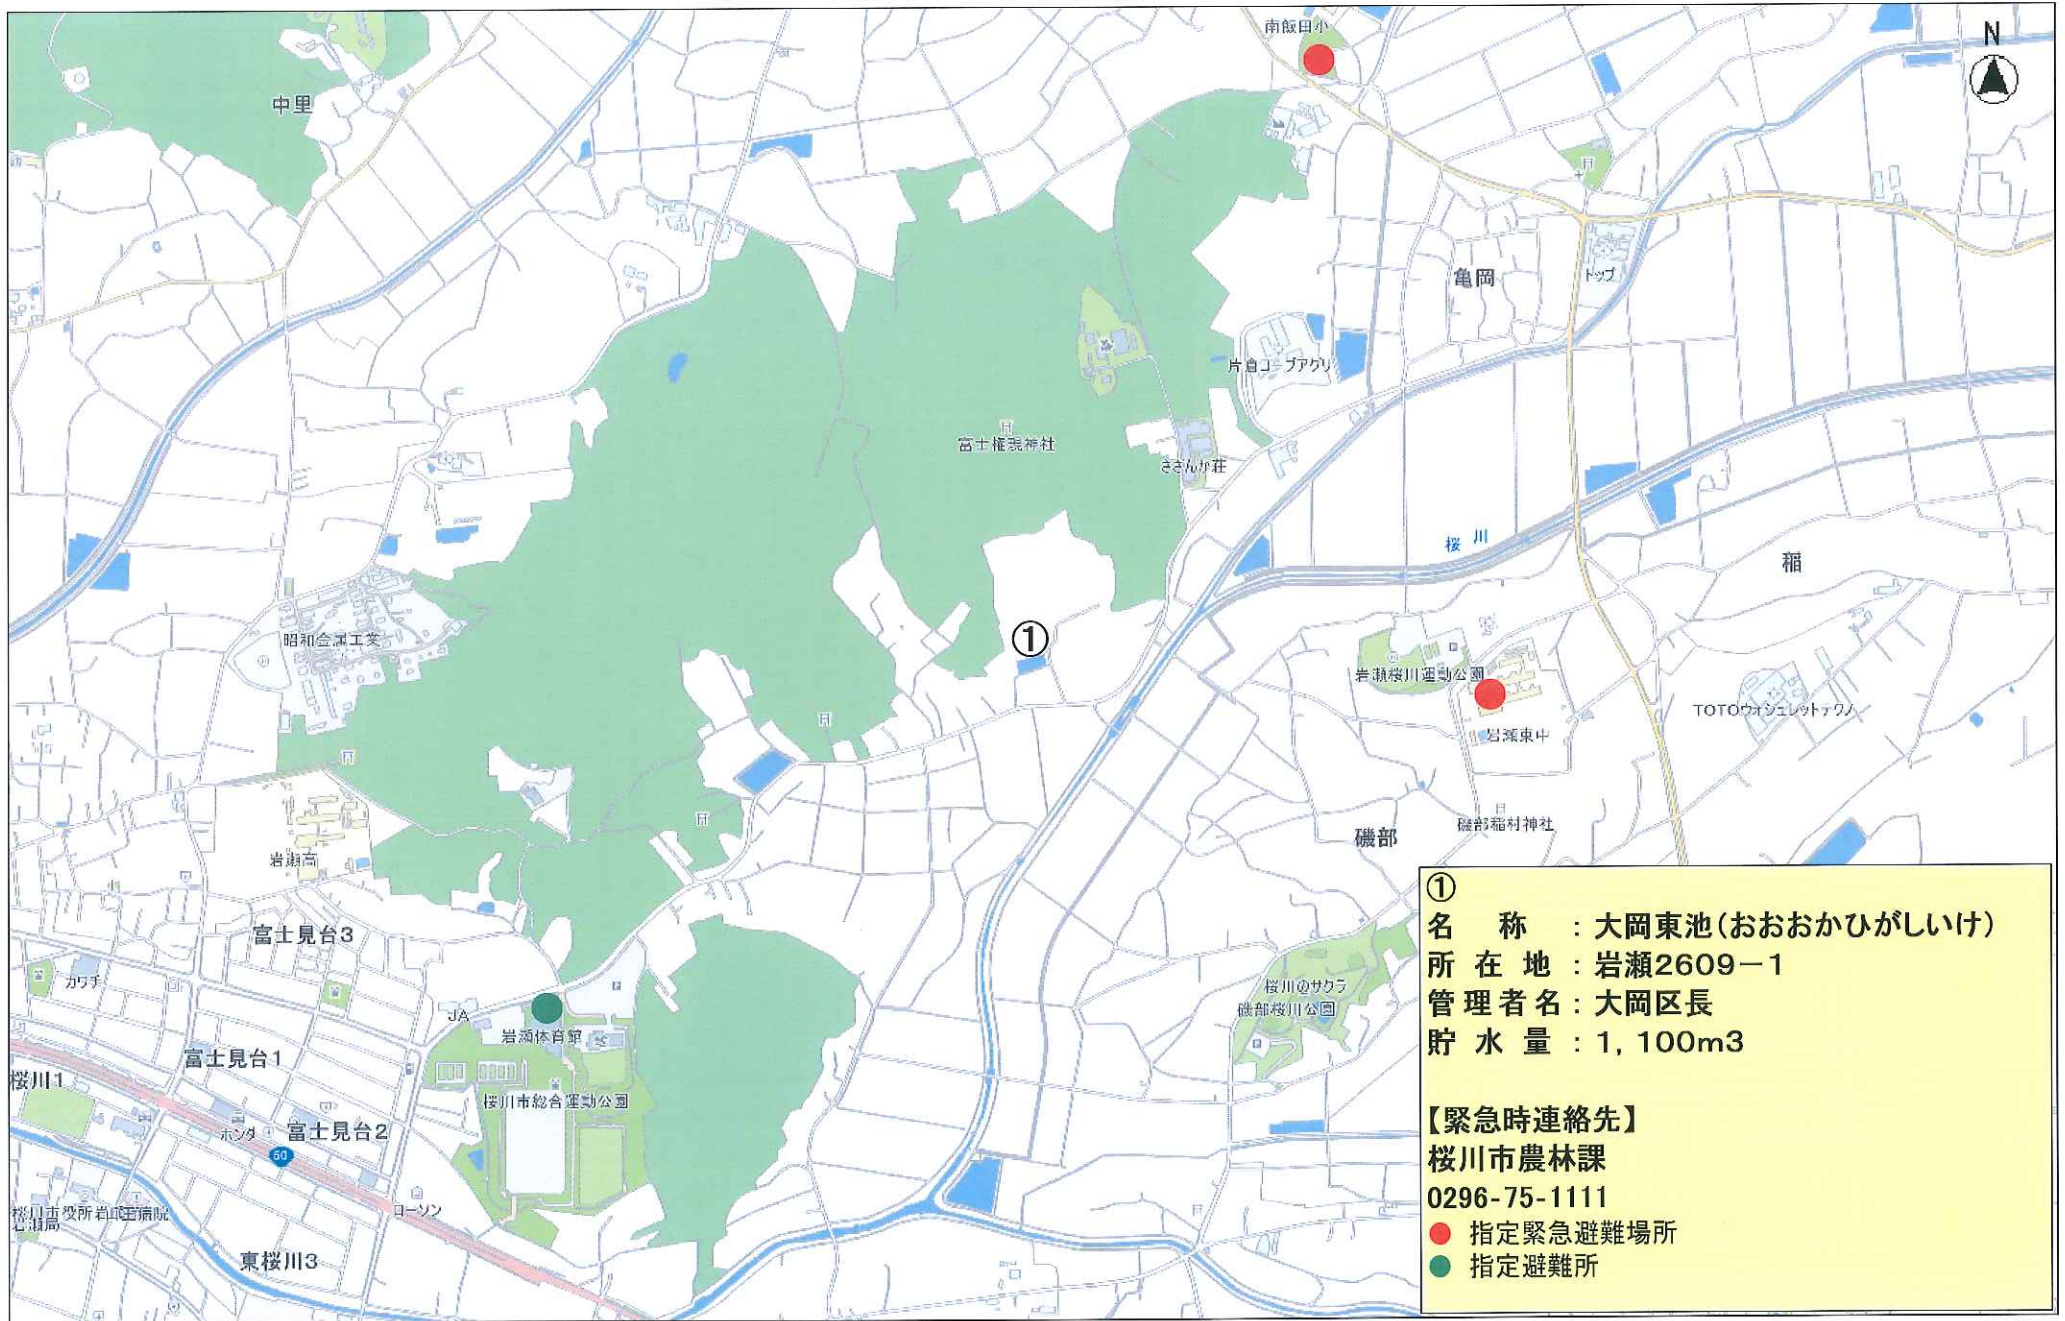 南飯田小
N
中里
亀岡
トップ
片倉コープアグリ
富士権現神社
さざんか荘
桜川
稲
①
昭和金属工業
岩瀬桜川運動公園
TOTOウォシュレットテクノ
岩瀬東中
磯部稲村神社
磯部
岩瀬高
富士見台3
カワチ
桜川のサクラ
磯部桜川公園
JA
岩瀬体育館
富士見台1
桜川1
桜川市総合運動公園
ホンダ
富士見台2
50
ローソン
東桜川3
①
名 称 : 大岡東池(おおおかひがしいけ)
所 在 地 : 岩瀬2609-1
管理者名: 大岡区長
貯 水 量 : 1, 100m3
【緊急時連絡先】
桜川市農林課
0296-75-1111
指定緊急避難場所
指定避難所